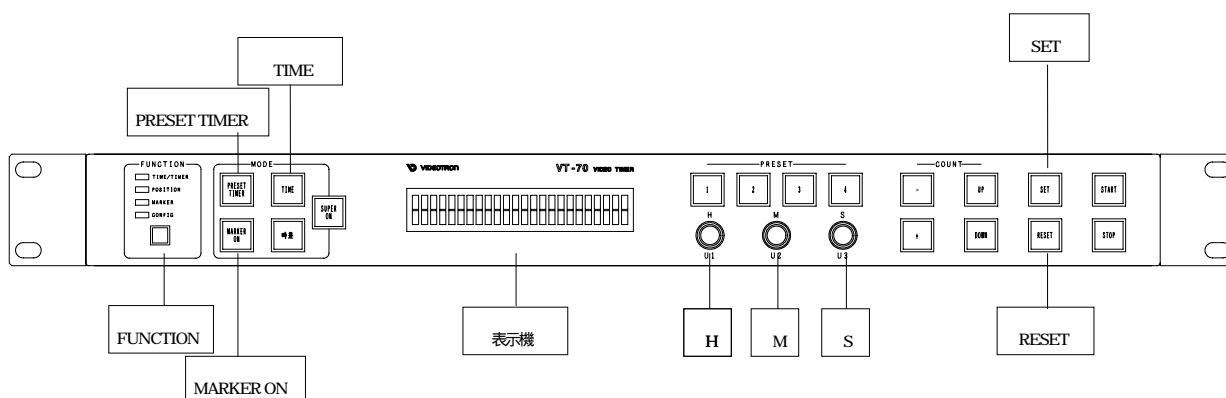 SET
TIME
PRESET TIMER
FUNCTION
TIME/TIMER
POSITION
MARKER
CONFIG
MODE
PRESET
TIMER
TIME
SUPER
ON
MARKER
ON
時刻
VIDEOTRON
VT-70 VIDEO TIMER
PRESET
1
2
3
4
H
M
S
U1
U2
U3
COUNT
-
UP
SET
START
+
DOWN
RESET
STOP
FUNCTION
MARKER ON
表示機
H
M
S
RESET